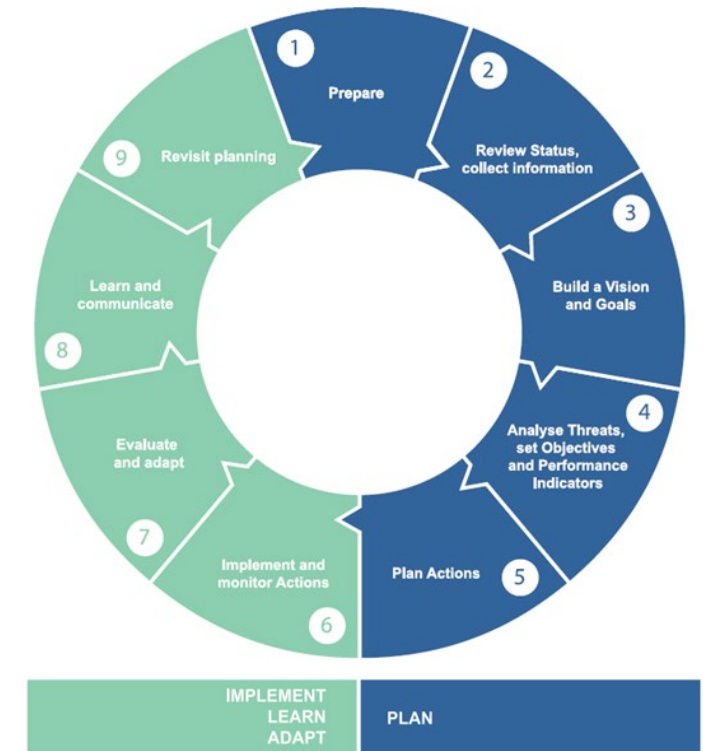 1
Prepare
2
Review Status,
collect information
3
Build a Vision
and Goals
4
Analyse Threats,
set Objectives
and Performance
Indicators
5
Plan Actions
6
Implement and
monitor Actions
7
Evaluate
and adapt
8
Learn and
communicate
9
Revisit planning
IMPLEMENT
LEARN
ADAPT
PLAN